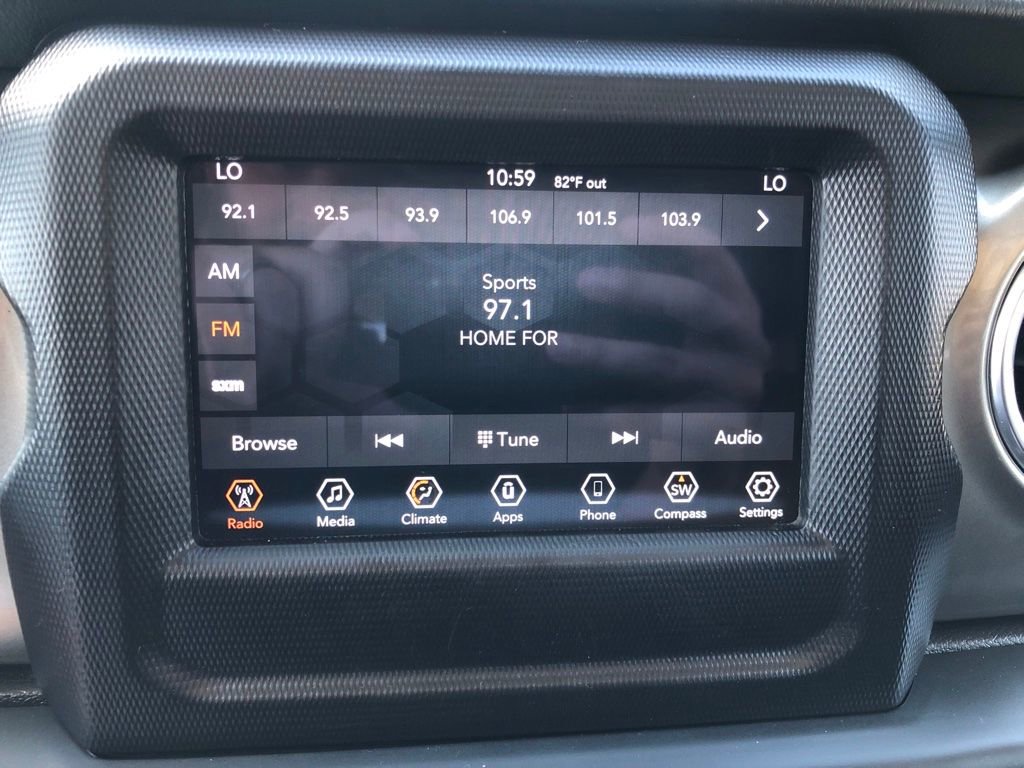 LO 10:59 82°F out LO
92.1 92.5 93.9 106.9 101.5 103.9
AM
Sports
97.1
FM
HOME FOR
sxm
Browse Tune Audio
SW
Radio Media Climate Apps Phone Compass Settings